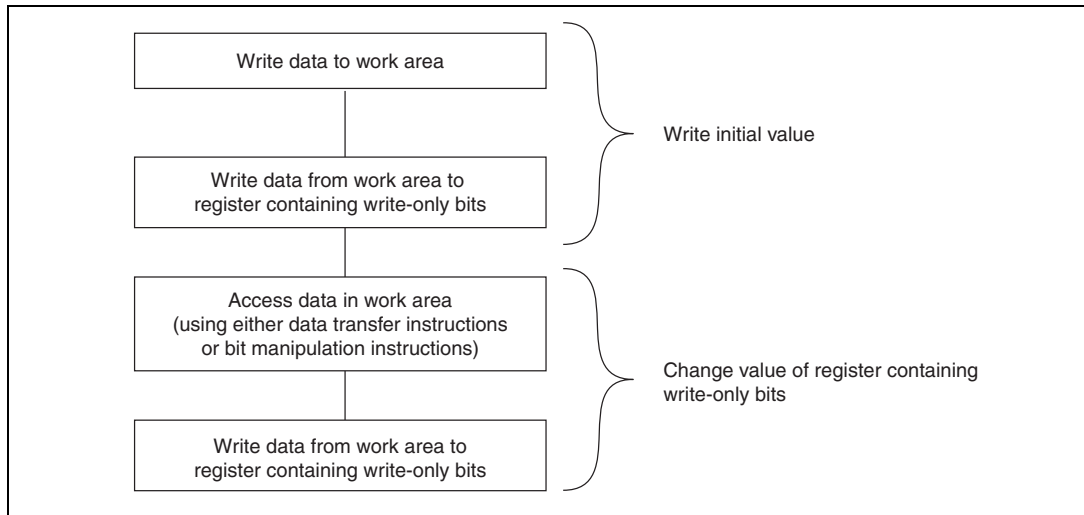 Write data to work area
Write initial value
Write data from work area to
register containing write-only bits
Access data in work area
(using either data transfer instructions
or bit manipulation instructions)
Change value of register containing
write-only bits
Write data from work area to
register containing write-only bits